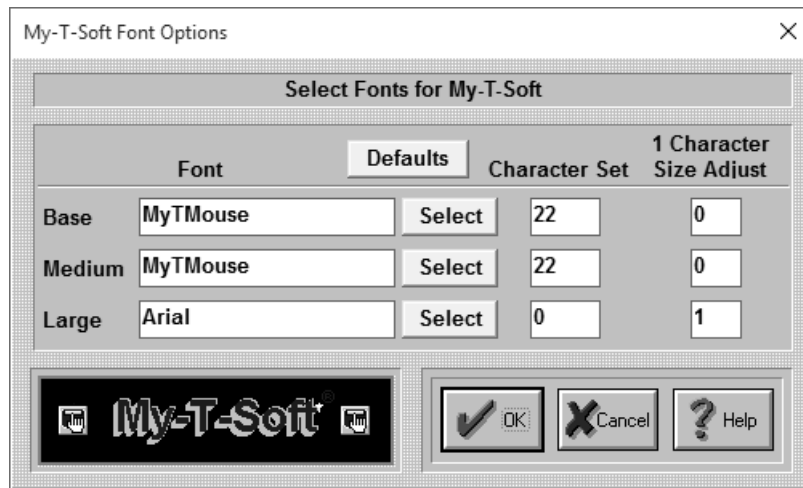 My-T-Soft Font Options
Select Fonts for My-T-Soft
1 Character
Font Defaults Character Set Size Adjust
Base MyTMouse Select 22 0
Medium MyTMouse Select 22 0
Large Arial Select 0 1
My-T-Soft® OK Cancel Help